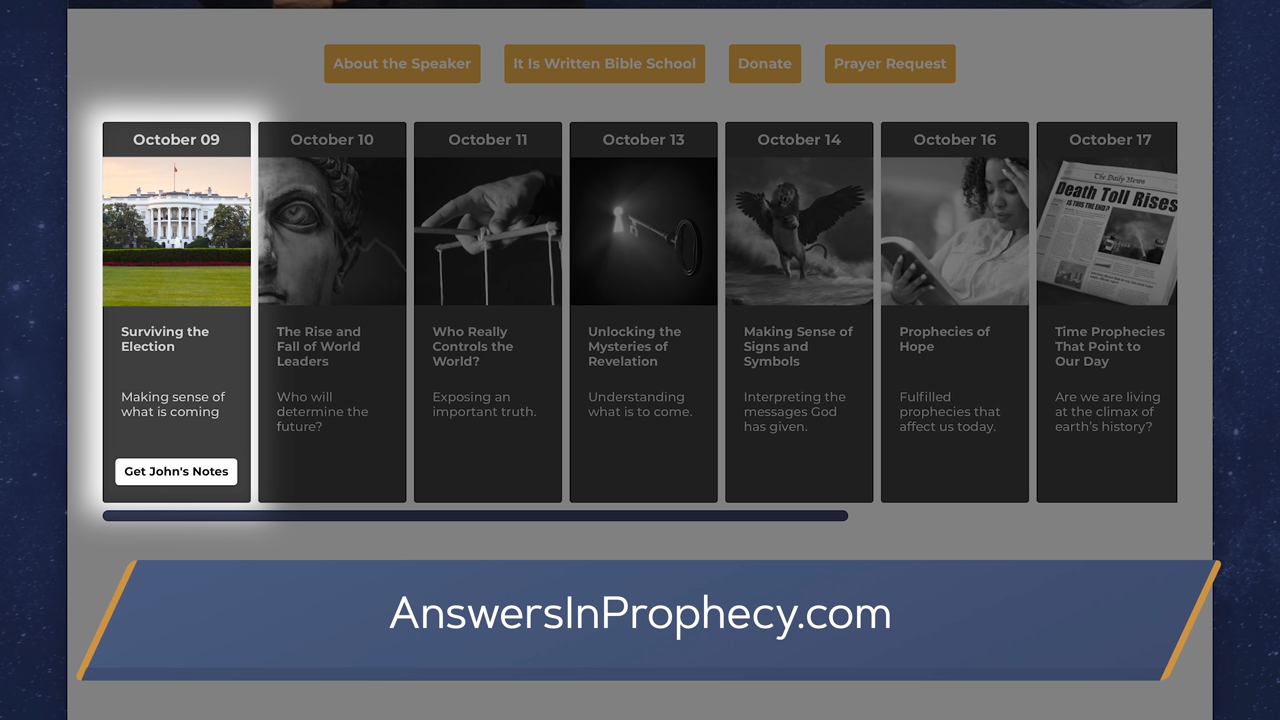 About the Speaker
It Is Written Bible School
Donate
Prayer Request
October 09
October 10
October 11
October 13
October 14
October 16
October 17
The Daily News
Death Toll Rises
IS THIS THE END?
Surviving the
Election
Making sense of
what is coming
Get John's Notes
The Rise and
Fall of World
Leaders
Who will
determine the
future?
Who Really
Controls the
World?
Exposing an
important truth.
Unlocking the
Mysteries of
Revelation
Understanding
what is to come.
Making Sense of
Signs and
Symbols
Interpreting the
messages God
has given.
Prophecies of
Hope
Fulfilled
prophecies that
affect us today.
Time Prophecies
That Point to
Our Day
Are we are living
at the climax of
earth's history?
AnswersInProphecy.com